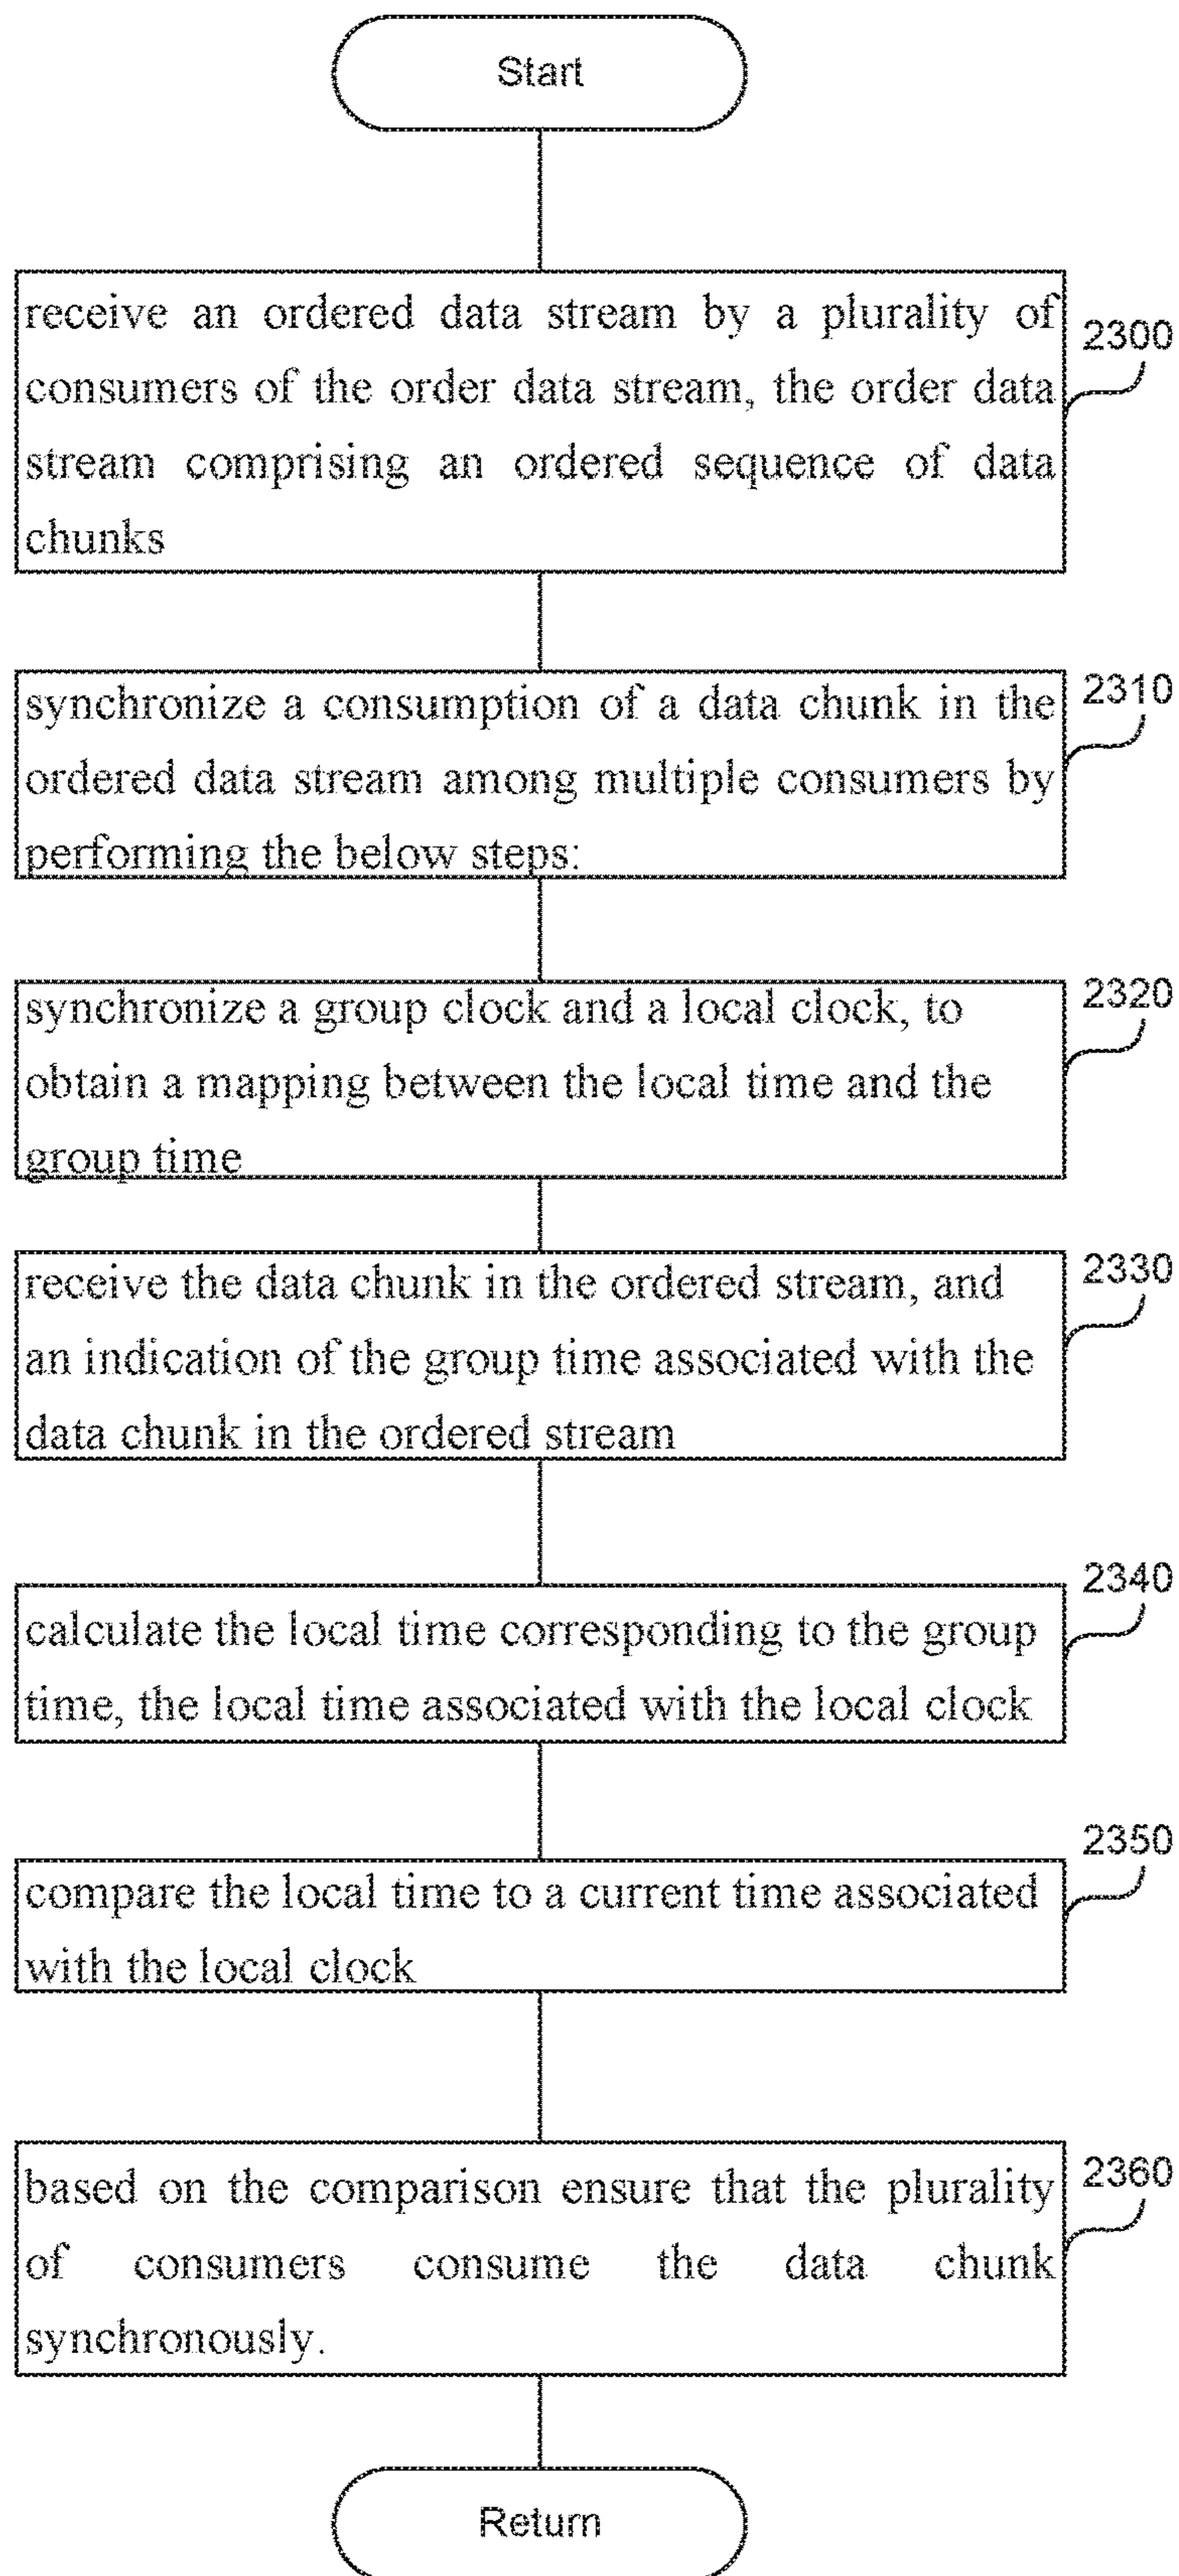 Start
receive an ordered data stream by a plurality of
consumers of the order data stream, the order data
stream comprising an ordered sequence of data
chunks
2300
synchronize a consumption of a data chunk in the
ordered data stream among multiple consumers by
performing the below steps:
2310
synchronize a group clock and a local clock, to
obtain a mapping between the local time and the
group time
2320
receive the data chunk in the ordered stream, and
an indication of the group time associated with the
data chunk in the ordered stream
2330
calculate the local time corresponding to the group
time, the local time associated with the local clock
2340
compare the local time to a current time associated
with the local clock
2350
based on the comparison ensure that the plurality
of consumers consume the data chunk
synchronously.
2360
Return